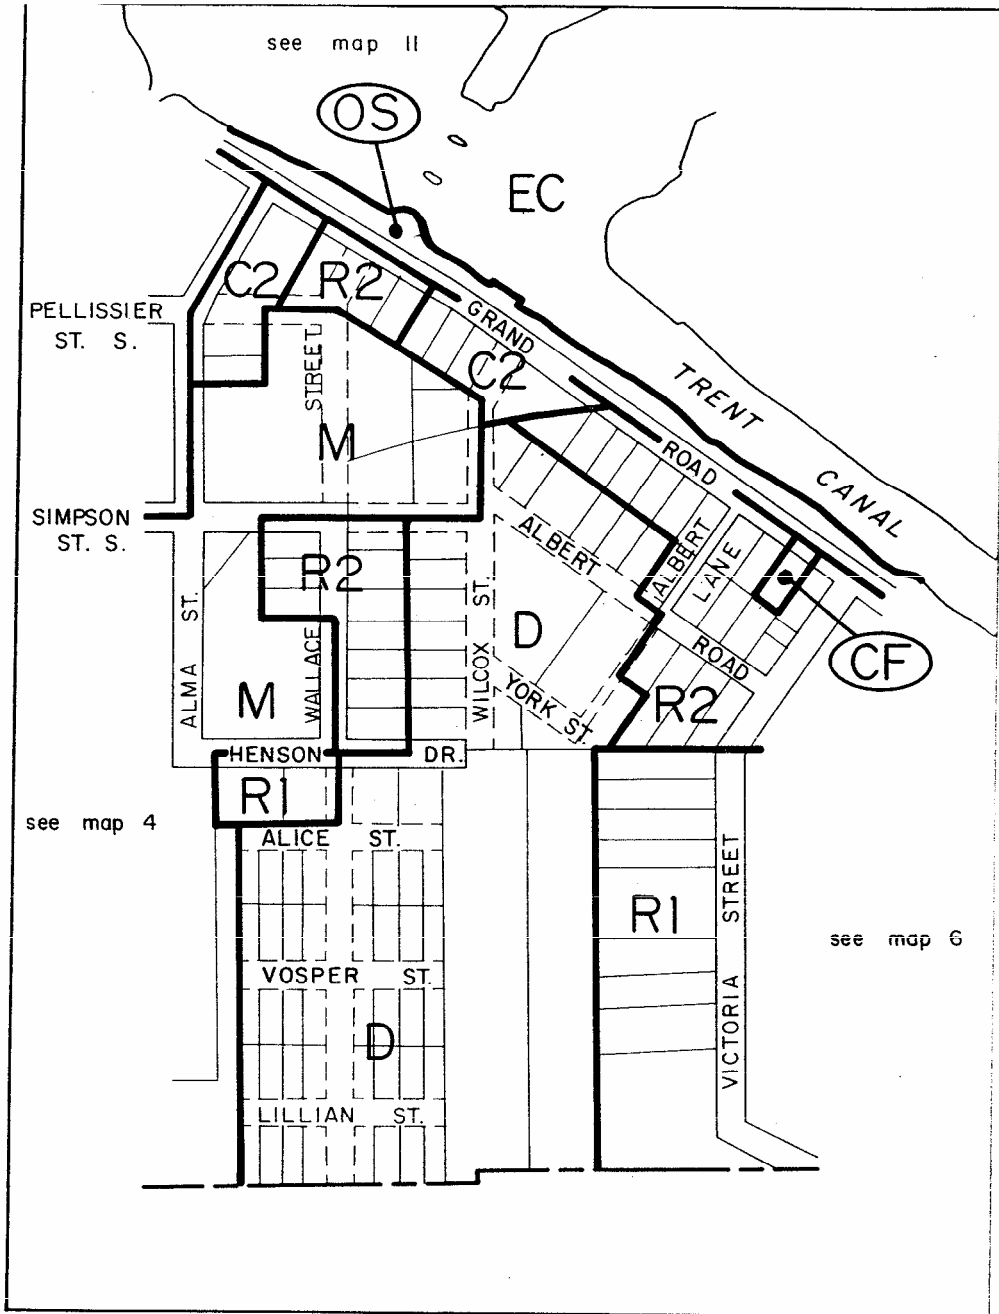 see map 11
OS
EC
C2
R2
PELLISSIER
ST. S.
GRAND
C2
TRENT
STREET
M
ROAD
CANAL
SIMPSON
ST. S.
ALBERT
ALBERT
LANE
R2
ALMA ST.
WILCOX ST.
D
ROAD
CF
WALLACE
M
YORK ST.
R2
HENSON DR.
R1
see map 4
ALICE ST.
STREET
R1
see map 6
VOSPER ST.
VICTORIA
D
LILLIAN ST.